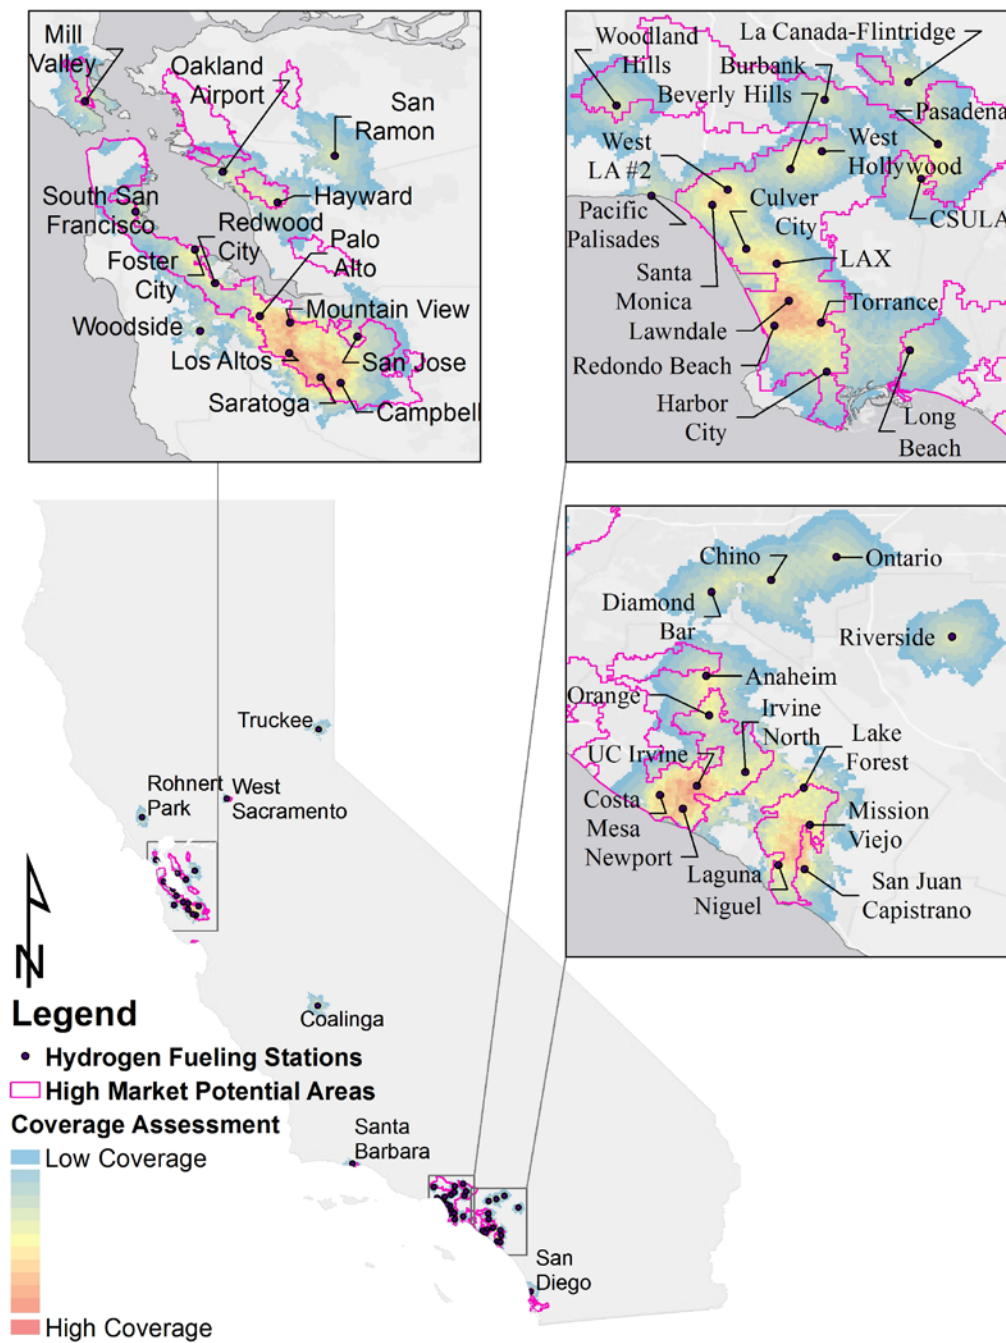 Mill
Valley
Oakland
Airport
San
Ramon
South San
Francisco
Hayward
Redwood
City
Palo
Alto
Foster
City
Mountain View
Woodside
Los Altos
San Jose
Saratoga
Campbell
Woodland
Hills
La Canada-Flintridge
Burbank
Beverly Hills
Pasadena
West
LA #2
West
Hollywood
Culver
City
CSULA
Pacific
Palisades
LAX
Santa
Monica
Torrance
Lawndale
Redondo Beach
Harbor
City
Long
Beach
Chino
Ontario
Diamond
Bar
Riverside
Anaheim
Orange
Irvine
North
Lake
Forest
UC Irvine
Costa
Mesa
Mission
Viejo
Newport
Laguna
Niguel
San Juan
Capistrano
Truckee
Rohnert
Park
West
Sacramento
Coalinga
Santa
Barbara
San
Diego
N
Legend
Hydrogen Fueling Stations
High Market Potential Areas
Coverage Assessment
Low Coverage
High Coverage